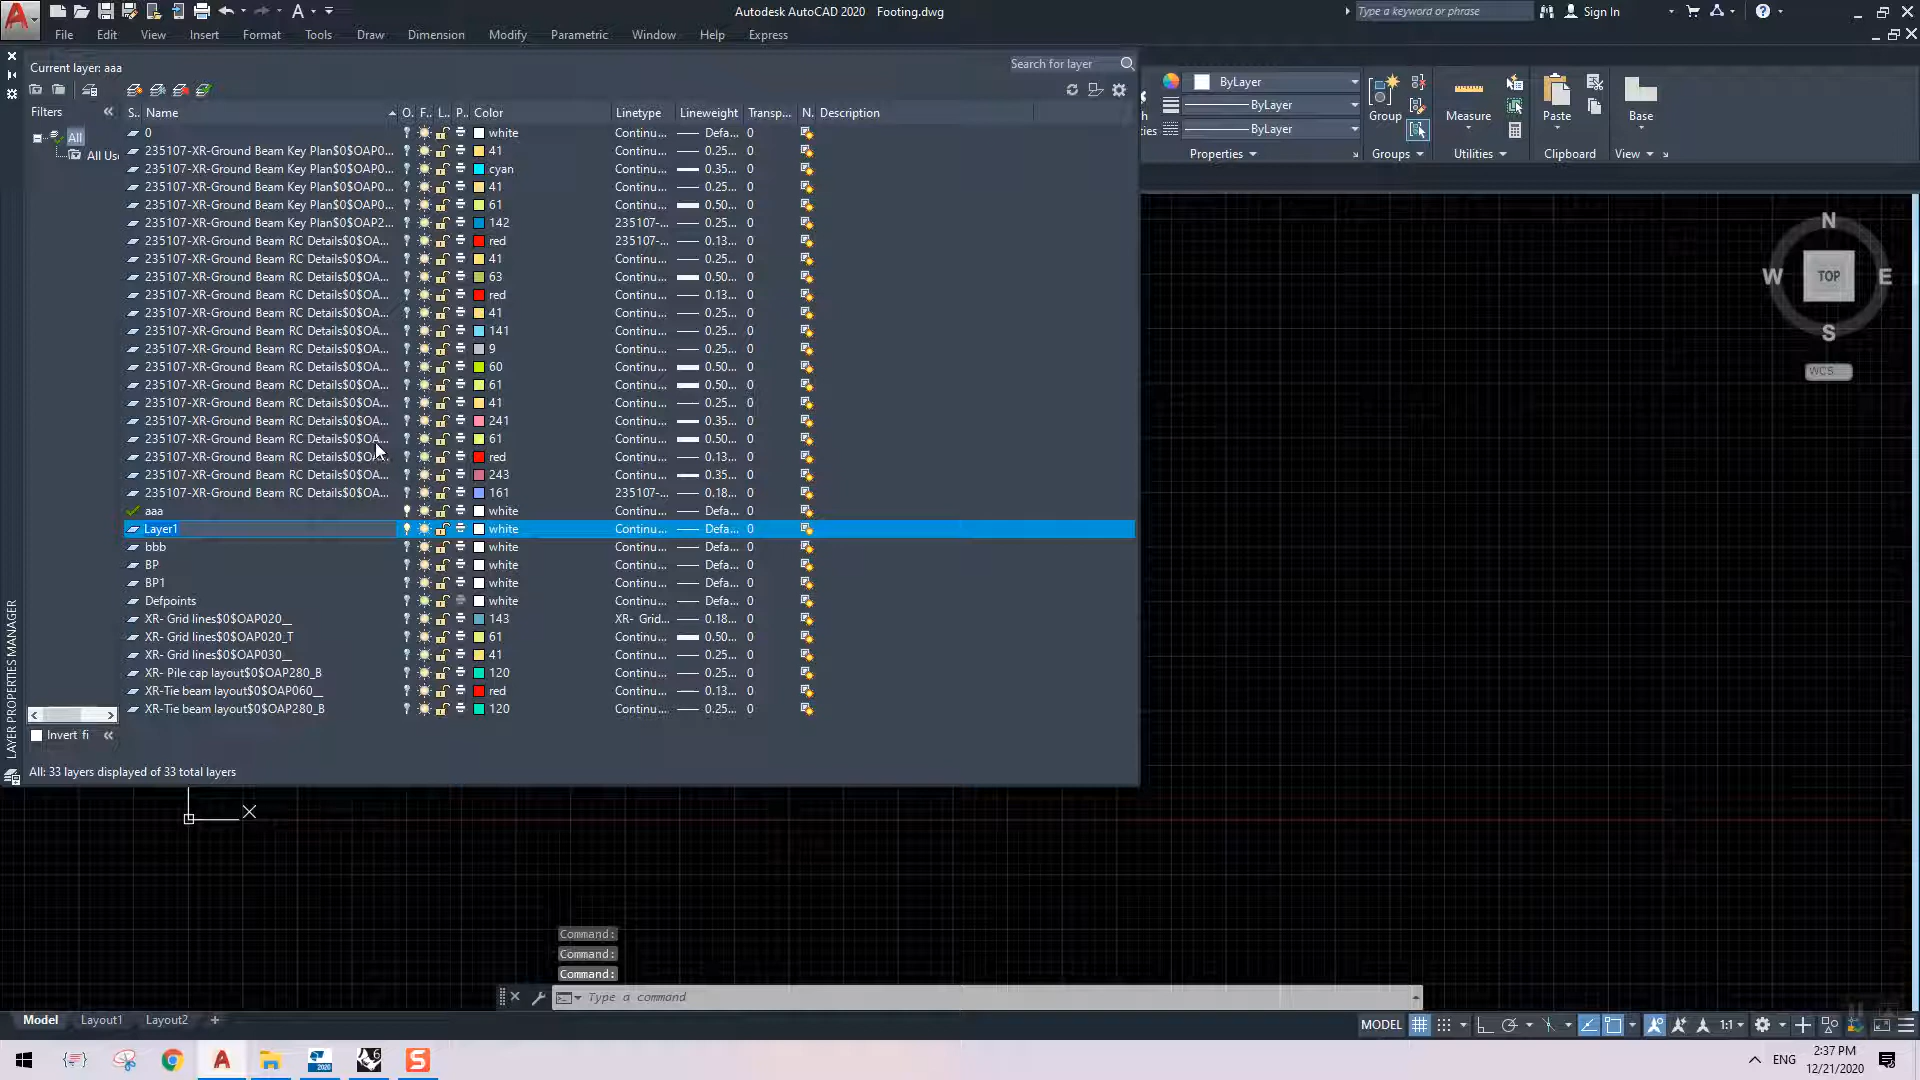 Autodesk AutoCAD 2020 Footing.dwg
Type a keyword or phrase
Sign In
File Edit View Insert Format Tools Draw Dimension Modify Parametric Window Help Express
Current layer: aaa
Search for layer
Filters
S.. Name O. F.. L.. P.. Color Linetype Lineweight Transp... N. Description
All
All Us
0 white Continu... Defa... 0
235107-XR-Ground Beam Key Plan$0$OAP0... 41 Continu... 0.25... 0
235107-XR-Ground Beam Key Plan$0$OAP0... cyan Continu... 0.35... 0
235107-XR-Ground Beam Key Plan$0$OAP0... 41 Continu... 0.25... 0
235107-XR-Ground Beam Key Plan$0$OAP0... 61 Continu... 0.50... 0
235107-XR-Ground Beam Key Plan$0$OAP2... 142 235107-... 0.25... 0
235107-XR-Ground Beam RC Details$0$OA... red 235107-... 0.13... 0
235107-XR-Ground Beam RC Details$0$OA... 41 Continu... 0.25... 0
235107-XR-Ground Beam RC Details$0$OA... 63 Continu... 0.50... 0
235107-XR-Ground Beam RC Details$0$OA... red Continu... 0.13... 0
235107-XR-Ground Beam RC Details$0$OA... 41 Continu... 0.25... 0
235107-XR-Ground Beam RC Details$0$OA... 141 Continu... 0.25... 0
235107-XR-Ground Beam RC Details$0$OA... 9 Continu... 0.25... 0
235107-XR-Ground Beam RC Details$0$OA... 60 Continu... 0.50... 0
235107-XR-Ground Beam RC Details$0$OA... 61 Continu... 0.50... 0
235107-XR-Ground Beam RC Details$0$OA... 41 Continu... 0.25... 0
235107-XR-Ground Beam RC Details$0$OA... 241 Continu... 0.35... 0
235107-XR-Ground Beam RC Details$0$OA... 61 Continu... 0.50... 0
235107-XR-Ground Beam RC Details$0$OA... red Continu... 0.13... 0
235107-XR-Ground Beam RC Details$0$OA... 243 Continu... 0.35... 0
235107-XR-Ground Beam RC Details$0$OA... 161 235107-... 0.18... 0
aaa white Continu... Defa... 0
Layer1 white Continu... Defa... 0
bbb white Continu... Defa... 0
BP white Continu... Defa... 0
BP1 white Continu... Defa... 0
Defpoints white Continu... Defa... 0
XR- Grid lines$0$OAP020__ 143 XR- Grid... 0.18... 0
XR- Grid lines$0$OAP020_T 61 Continu... 0.50... 0
XR- Grid lines$0$OAP030__ 41 Continu... 0.25... 0
XR- Pile cap layout$0$OAP280_B 120 Continu... 0.25... 0
XR-Tie beam layout$0$OAP060__ red Continu... 0.13... 0
XR-Tie beam layout$0$OAP280_B 120 Continu... 0.25... 0
Invert fi
All: 33 layers displayed of 33 total layers
LAYER PROPERTIES MANAGER
ByLayer
ByLayer
ByLayer
Group Measure Paste Base
Properties Groups Utilities Clipboard View
N
W TOP E
S
WCS
X
Command:
Command:
Command:
Type a command
Model Layout1 Layout2 +
MODEL 1:1
ENG 2:37 PM
12/21/2020